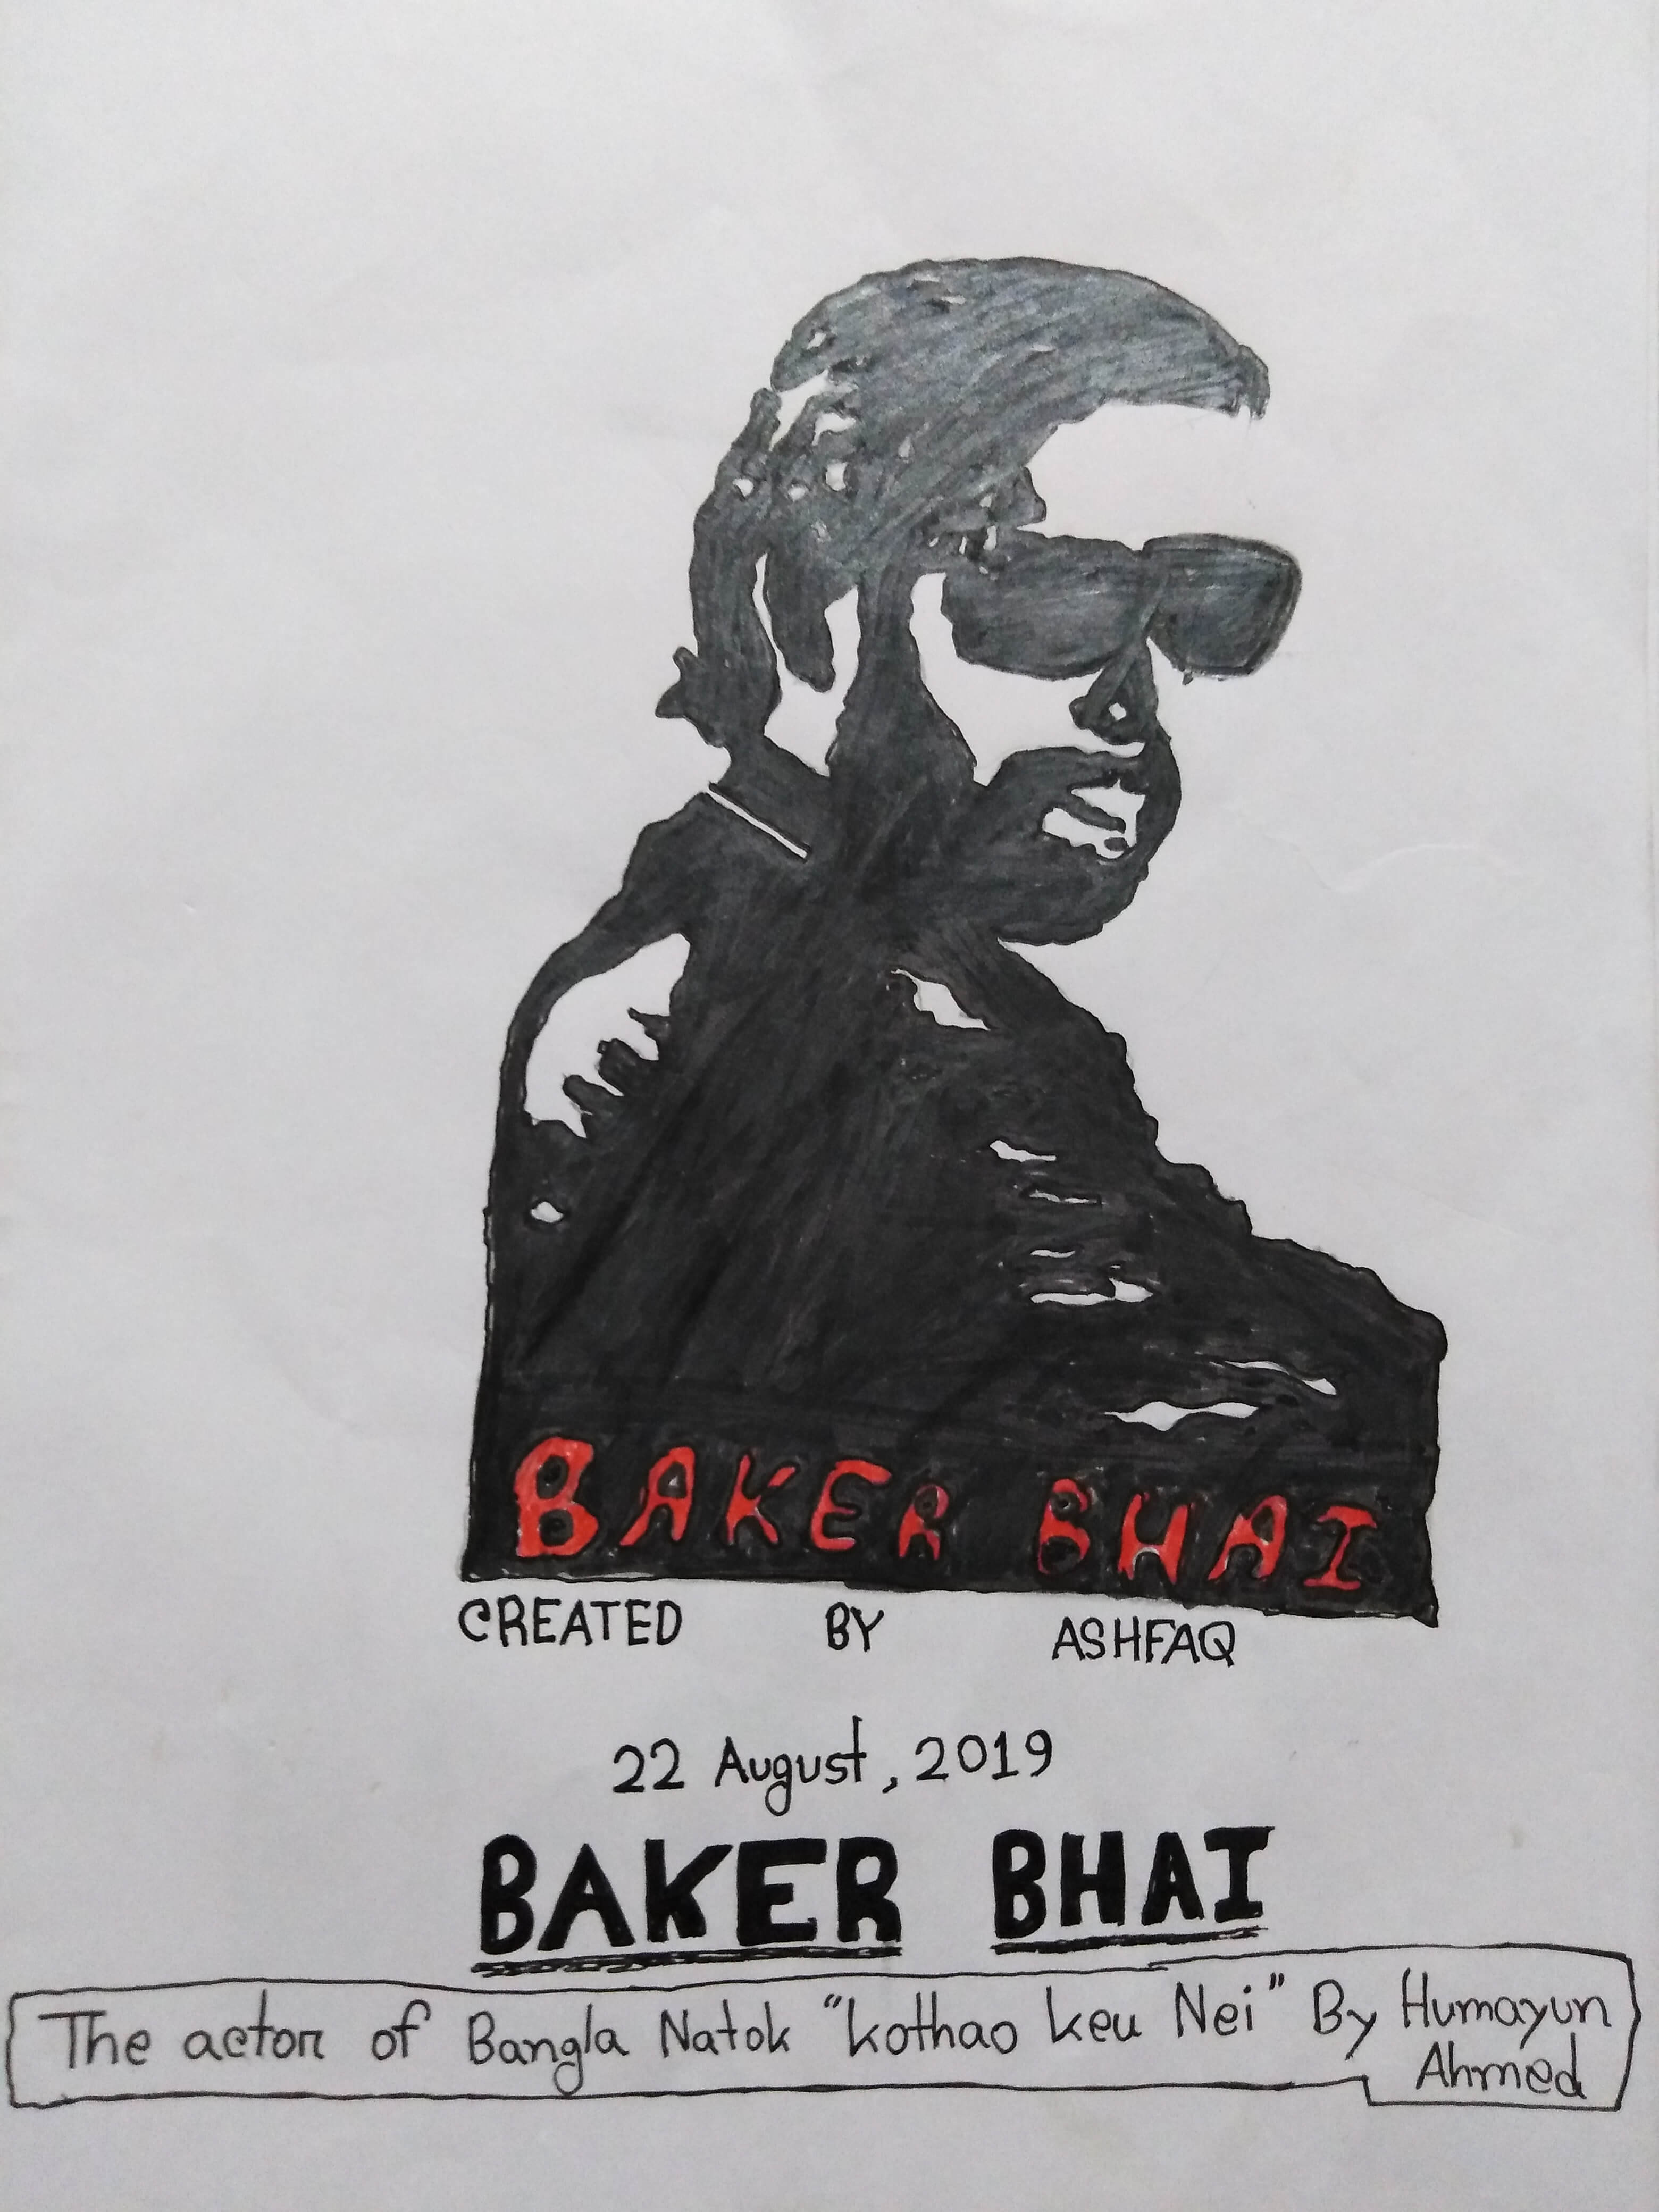 BAKER BHAI
CREATED BY ASHFAQ
22 August, 2019
BAKER BHAI
The actor of Bangla Natok "kothao keu Nei" By Humayun
Ahmed